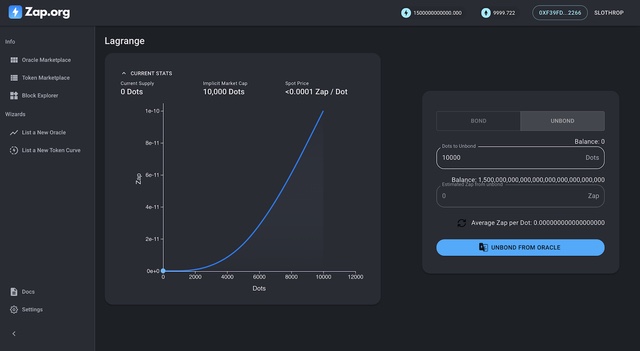 Zap.org
1500000000000.000
9999.722
0XF39FD...2266
SLOTHROP
Info
Oracle Marketplace
Token Marketplace
Block Explorer
Wizards
List a New Oracle
List a New Token Curve
Docs
Settings
Lagrange
CURRENT STATS
Current Supply
0 Dots
Implicit Market Cap
10,000 Dots
Spot Price
<0.0001 Zap / Dot
Zap
1e-10
8e-11
6e-11
4e-11
2e-11
0e+0
0 2000 4000 6000 8000 10000 12000
Dots
BOND
UNBOND
Balance: 0
Dots to Unbond
10000
Dots
Balance: 1,500,000,000,000,000,000,000,000,000,000
Estimated Zap from unbond
0
Zap
Average Zap per Dot: 0.0000000000000000
UNBOND FROM ORACLE